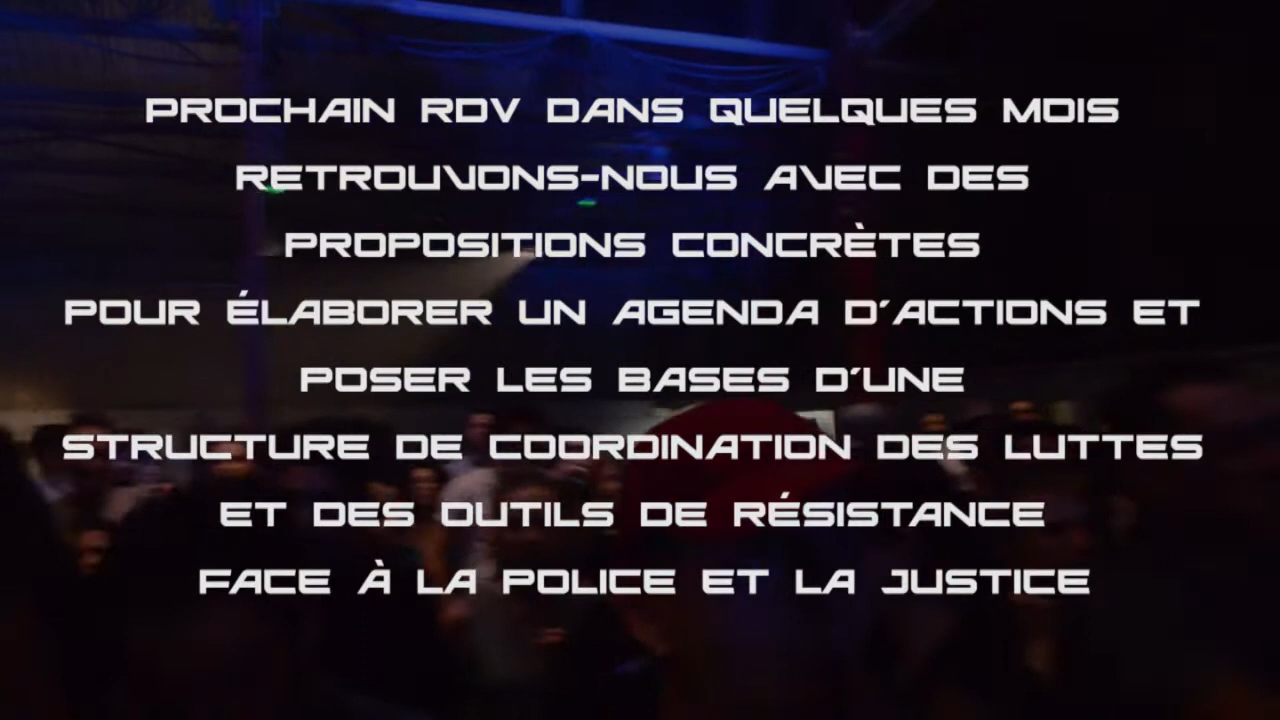 PROCHAIN RDV DANS QUELQUES MOIS
RETROUVONS-NOUS AVEC DES
PROPOSITIONS CONCRÈTES
POUR ÉLABORER UN AGENDA D'ACTIONS ET
POSER LES BASES D'UNE
STRUCTURE DE COORDINATION DES LUTTES
ET DES OUTILS DE RÉSISTANCE
FACE À LA POLICE ET LA JUSTICE